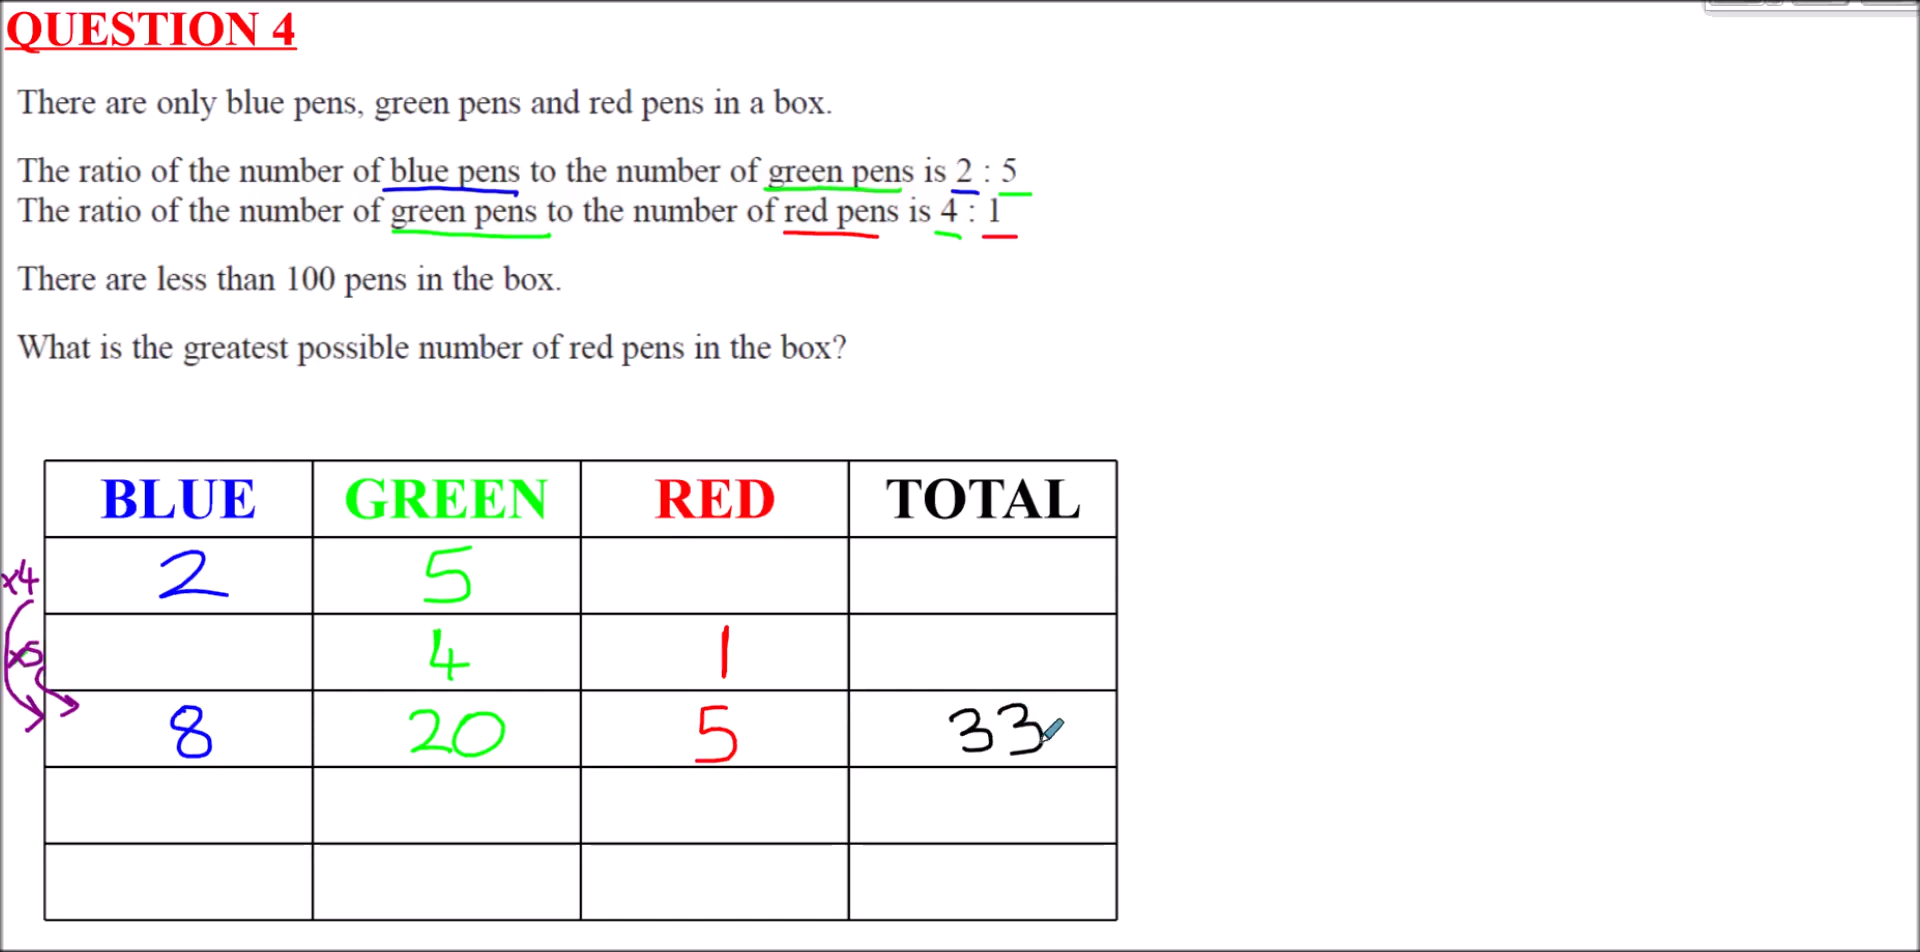 QUESTION 4
There are only blue pens, green pens and red pens in a box.
The ratio of the number of blue pens to the number of green pens is 2 : 5
The ratio of the number of green pens to the number of red pens is 4 : 1
There are less than 100 pens in the box.
What is the greatest possible number of red pens in the box?
BLUE GREEN RED TOTAL
x4 2 5
x5 4 1
8 20 5 33